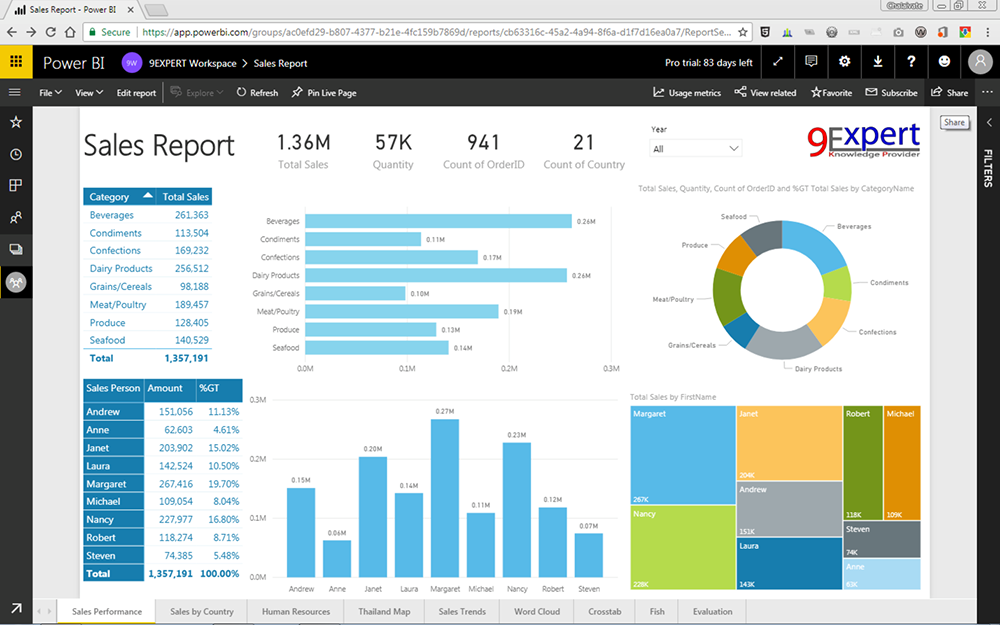 Sales Report - Power BI
Chalaivate
Secure https://app.powerbi.com/groups/ac0efd29-b807-4377-b21e-4fc159b7869d/reports/cb63316c-45a2-4a94-8f6a-d1f7d16ea0a7/ReportSe...
Power BI 9W 9EXPERT Workspace > Sales Report Pro trial: 83 days left
File View Edit report Explore Refresh Pin Live Page Usage metrics View related Favorite Subscribe Share ...
Share
FILTERS
Sales Report
1.36M
Total Sales
57K
Quantity
941
Count of OrderID
21
Count of Country
Year
All
9Expert
Knowledge Provider
Category Total Sales
Beverages 261,363
Condiments 113,504
Confections 169,232
Dairy Products 256,512
Grains/Cereals 98,188
Meat/Poultry 189,457
Produce 128,405
Seafood 140,529
Total 1,357,191
Beverages 0.26M
Condiments 0.11M
Confections 0.17M
Dairy Products 0.26M
Grains/Cereals 0.10M
Meat/Poultry 0.19M
Produce 0.13M
Seafood 0.14M
0.0M 0.1M 0.2M 0.3M
Total Sales, Quantity, Count of OrderID and %GT Total Sales by CategoryName
Seafood
Beverages
Produce
Condiments
Meat/Poultry
Confections
Grains/Cereals
Dairy Products
Sales Person Amount %GT
Andrew 151,056 11.13%
Anne 62,603 4.61%
Janet 203,902 15.02%
Laura 142,524 10.50%
Margaret 267,416 19.70%
Michael 109,054 8.04%
Nancy 227,977 16.80%
Robert 118,274 8.71%
Steven 74,385 5.48%
Total 1,357,191 100.00%
0.3M
0.2M
0.1M
0.0M
0.15M 0.06M 0.20M 0.14M 0.27M 0.11M 0.23M 0.12M 0.07M
Andrew Anne Janet Laura Margaret Michael Nancy Robert Steven
Total Sales by FirstName
Margaret
267K
Nancy
228K
Janet
204K
Andrew
151K
Laura
143K
Robert
118K
Michael
109K
Steven
74K
Anne
63K
Sales Performance Sales by Country Human Resources Thailand Map Sales Trends Word Cloud Crosstab Fish Evaluation